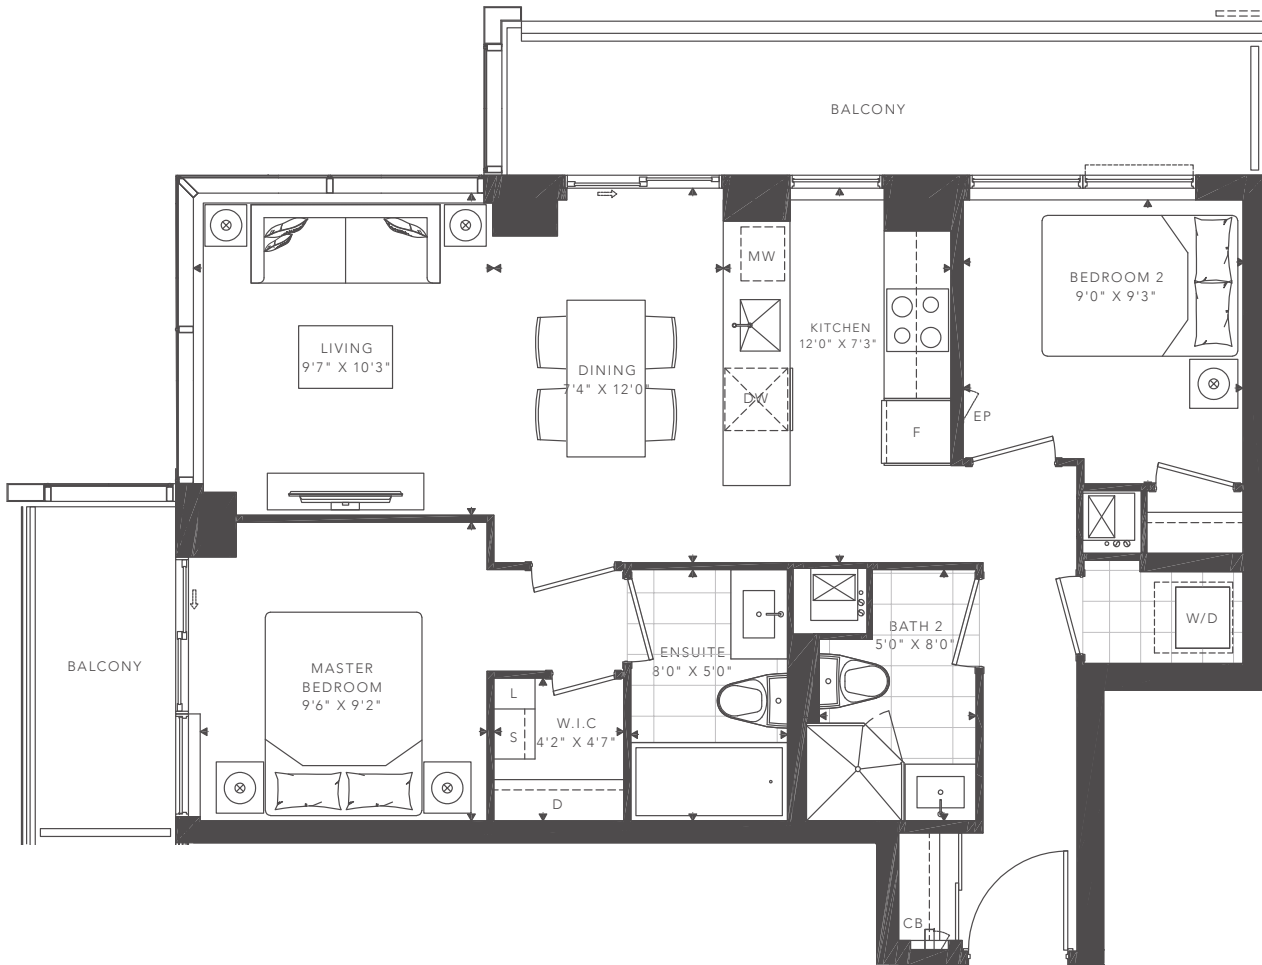 BALCONY
MW
BEDROOM 2
9'0" X 9'3"
KITCHEN
12'0" X 7'3"
LIVING
9'7" X 10'3"
DINING
7'4" X 12'0"
DW
EP
F
W/D
BATH 2
5'0" X 8'0"
ENSUITE
8'0" X 5'0"
BALCONY
MASTER
BEDROOM
9'6" X 9'2"
L
S
W.I.C
4'2" X 4'7"
D
CB